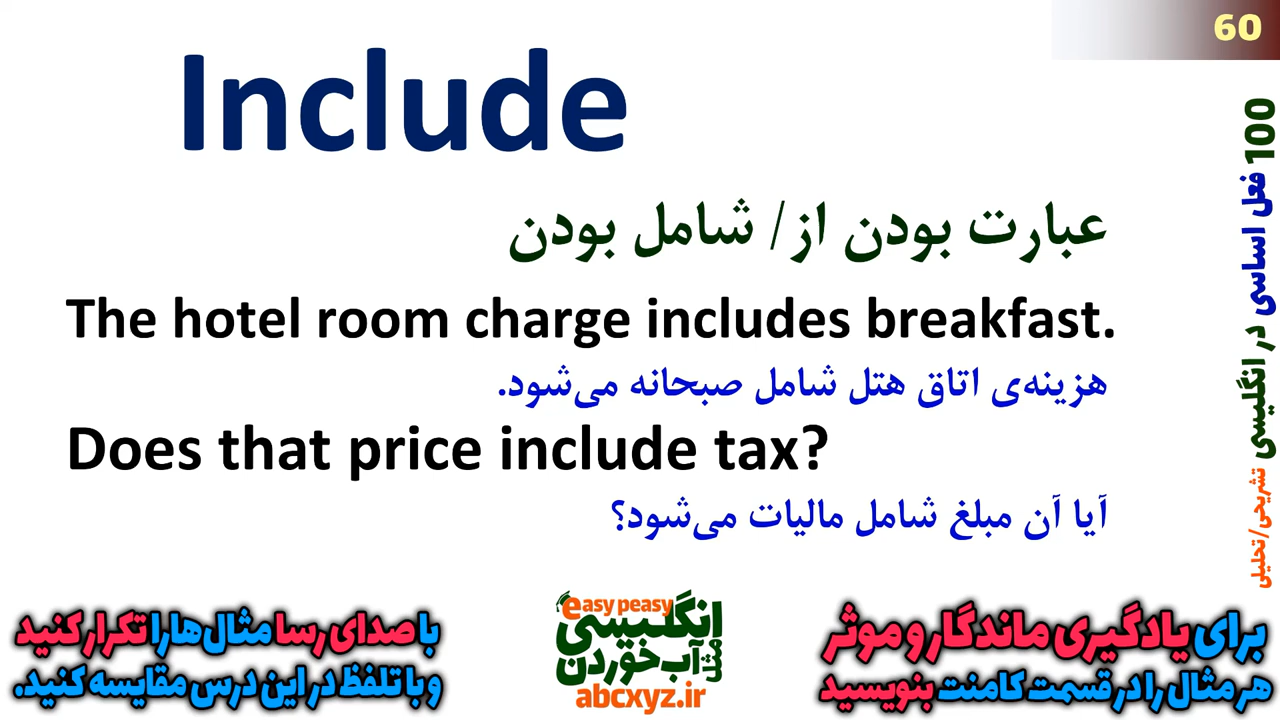 60
Include
عبارت بودن از/ شامل بودن
The hotel room charge includes breakfast.
هزینه‌ی اتاق هتل شامل صبحانه می‌شود.
Does that price include tax?
آیا آن مبلغ شامل مالیات می‌شود؟
100 فعل اساسی در انگلیسی تشریحی/تحلیلی
برای یادگیری ماندگار و موثر
هر مثال را در قسمت کامنت بنویسید
easy peasy
انگلیسی
مثل
آب خوردن
abcxyz.ir
با صدای رسا مثال‌ها را تکرار کنید
و با تلفظ در این درس مقایسه کنید.